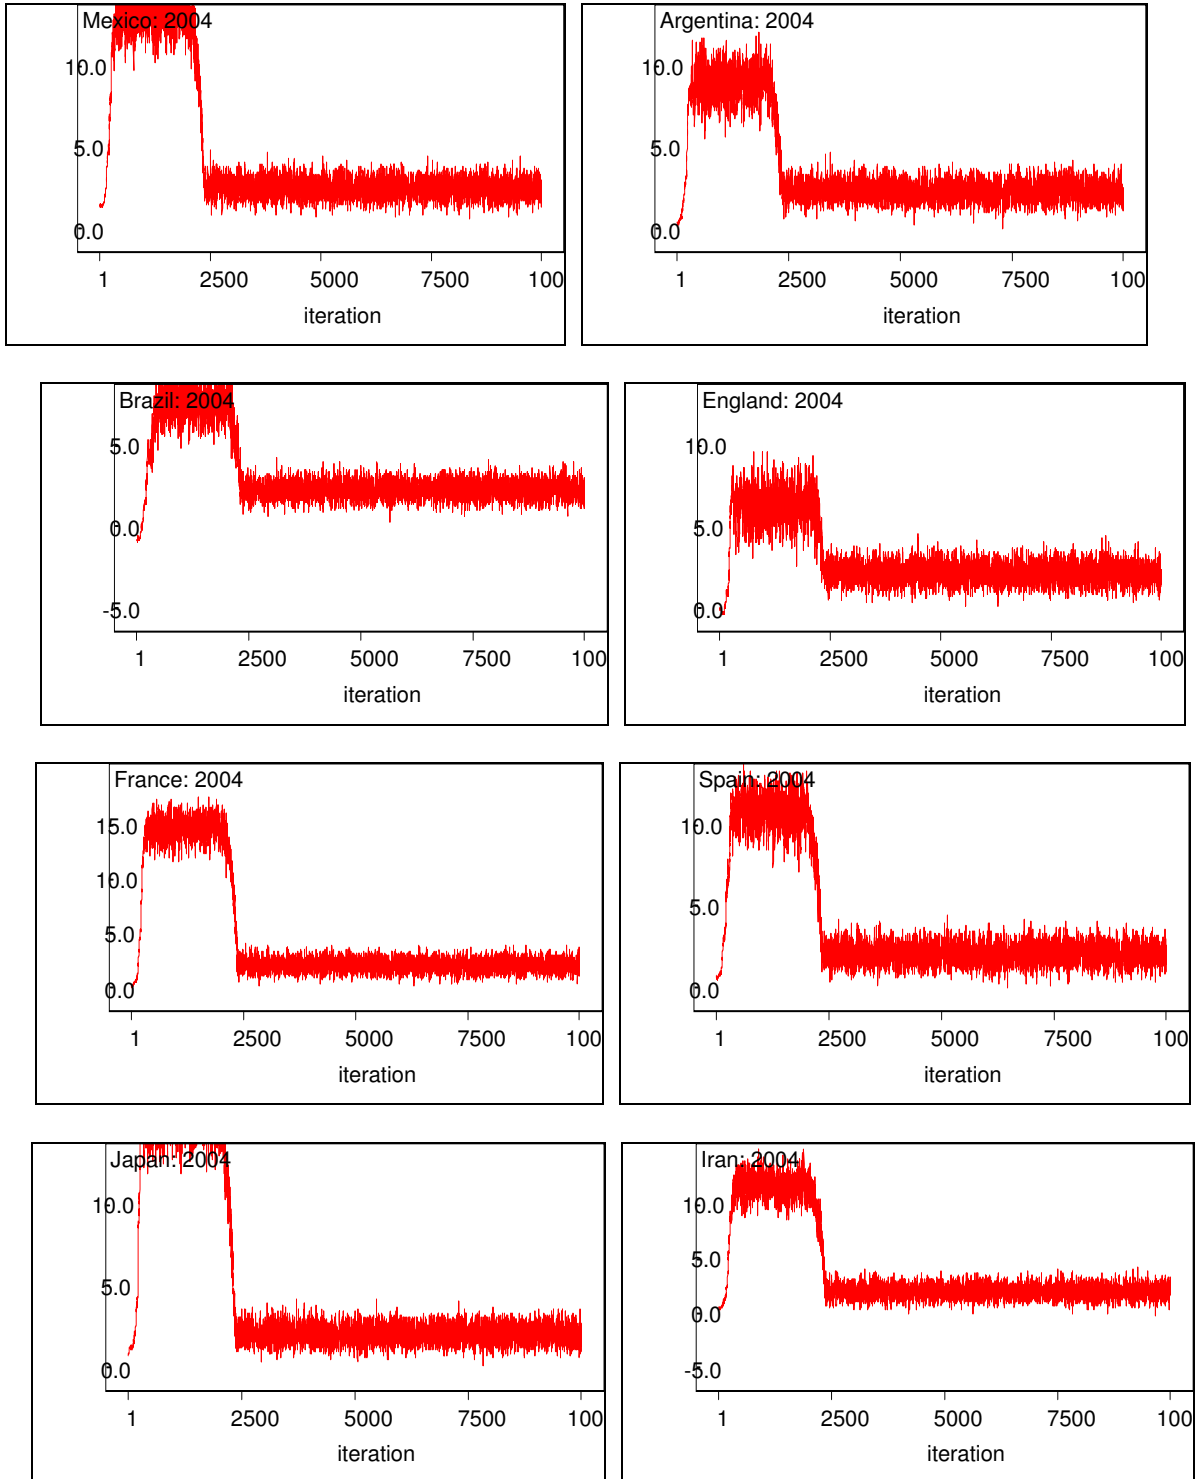 Mexico: 2004
10.0
5.0
0.0
1 2500 5000 7500 100
iteration
Argentina: 2004
10.0
5.0
0.0
1 2500 5000 7500 100
iteration
Brazil: 2004
5.0
0.0
-5.0
1 2500 5000 7500 100
iteration
England: 2004
10.0
5.0
0.0
1 2500 5000 7500 100
iteration
France: 2004
15.0
10.0
5.0
0.0
1 2500 5000 7500 100
iteration
Spain: 2004
10.0
5.0
0.0
1 2500 5000 7500 100
iteration
Japan: 2004
10.0
5.0
0.0
1 2500 5000 7500 100
iteration
Iran: 2004
10.0
5.0
0.0
-5.0
1 2500 5000 7500 100
iteration